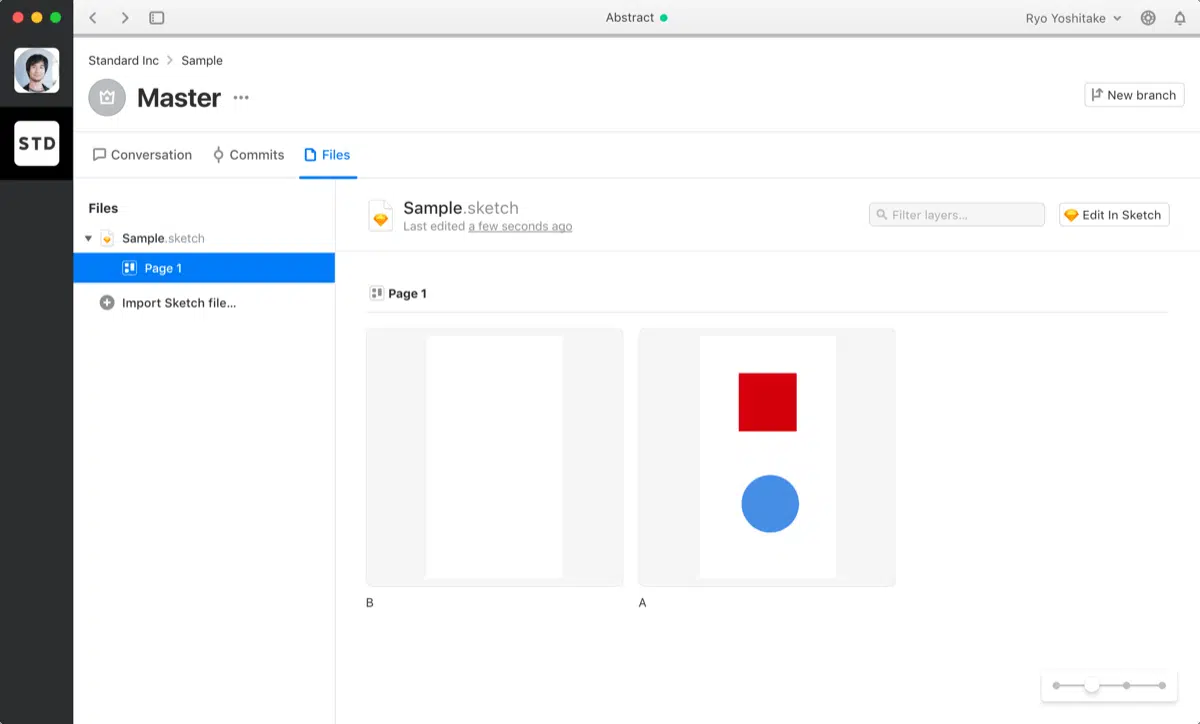 Abstract
Ryo Yoshitake
STD
Standard Inc > Sample
Master
New branch
Conversation
Commits
Files
Files
Sample.sketch
Page 1
Import Sketch file...
Sample.sketch
Last edited a few seconds ago
Filter layers...
Edit In Sketch
Page 1
B
A